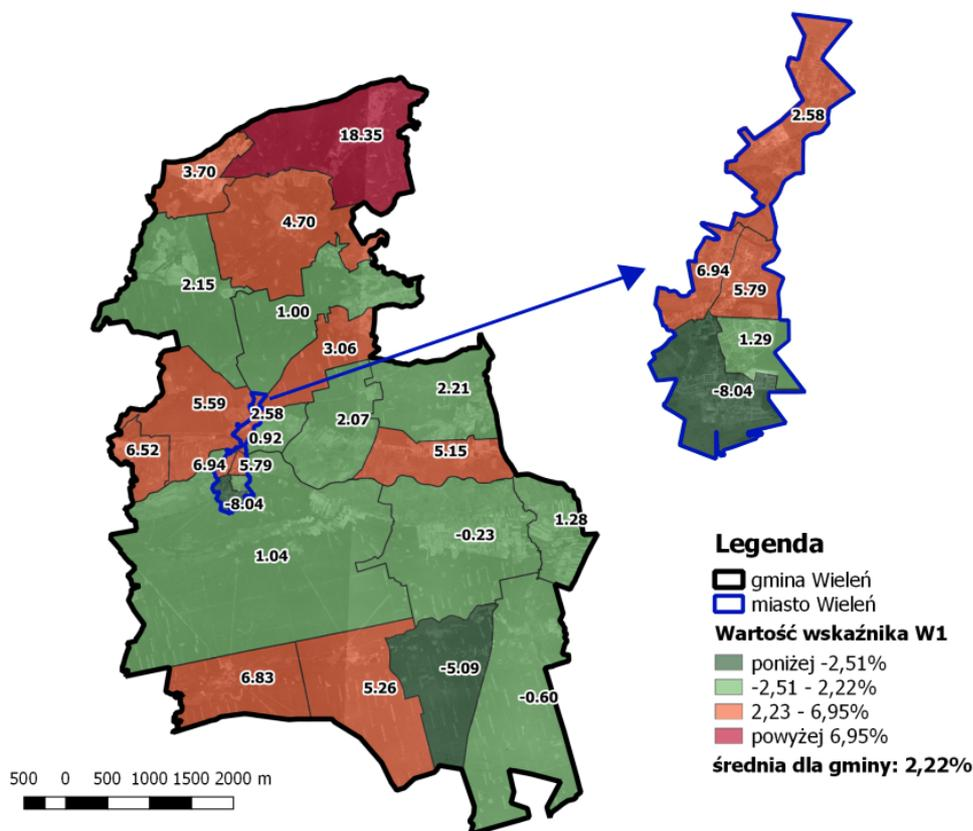 2.58
18.35
3.70
4.70
2.15
6.94
5.79
1.00
1.29
3.06
-8.04
2.21
5.59
2.58
2.07
0.92
6.52
5.15
6.94
5.79
-8.04
1.28
-0.23
1.04
Legenda
gmina Wieleń
miasto Wieleń
Wartość wskaźnika W1
poniżej -2,51%
-2,51 - 2,22%
2,23 - 6,95%
powyżej 6,95%
średnia dla gminy: 2,22%
-5.09
6.83
5.26
-0.60
500 0 500 1000 1500 2000 m